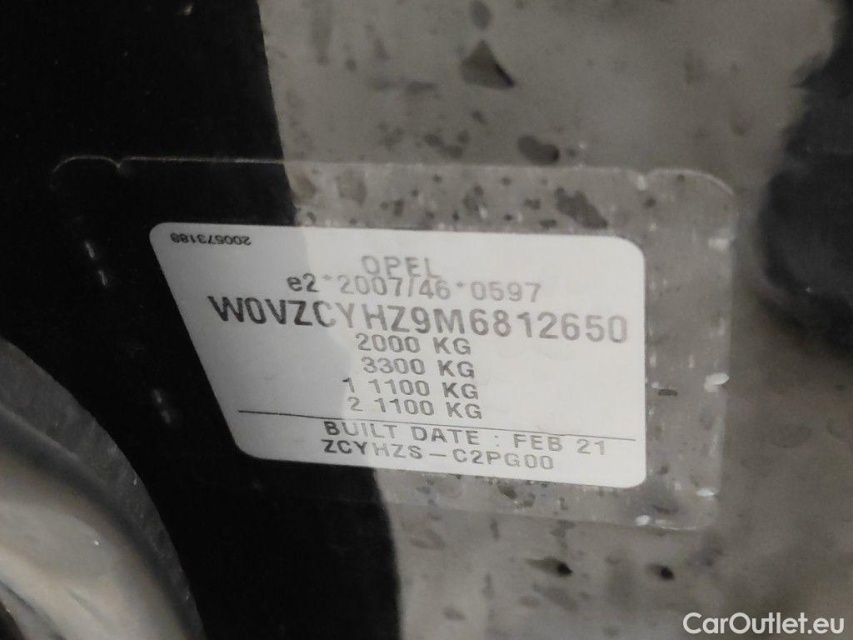 200573189
OPEL
e2*2007/46*0597
W0VZCYHZ9M6812650
2000 KG
3300 KG
1 1100 KG
2 1100 KG
BUILT DATE : FEB 21
ZCYHZS-C2PG00
CarOutlet.eu